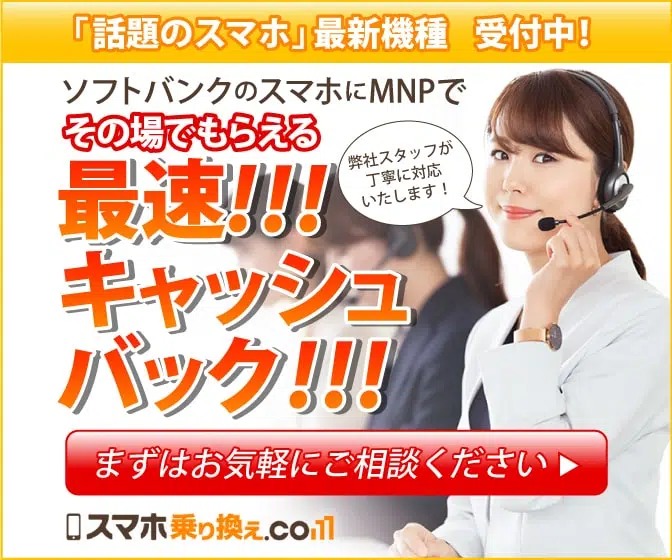 「話題のスマホ」最新機種 受付中!
ソフトバンクのスマホにMNPで
その場でもらえる
最速!!!
キャッシュ
バック!!!
弊社スタッフが
丁寧に対応
いたします!
まずはお気軽にご相談ください▶
スマホ乗り換え.com